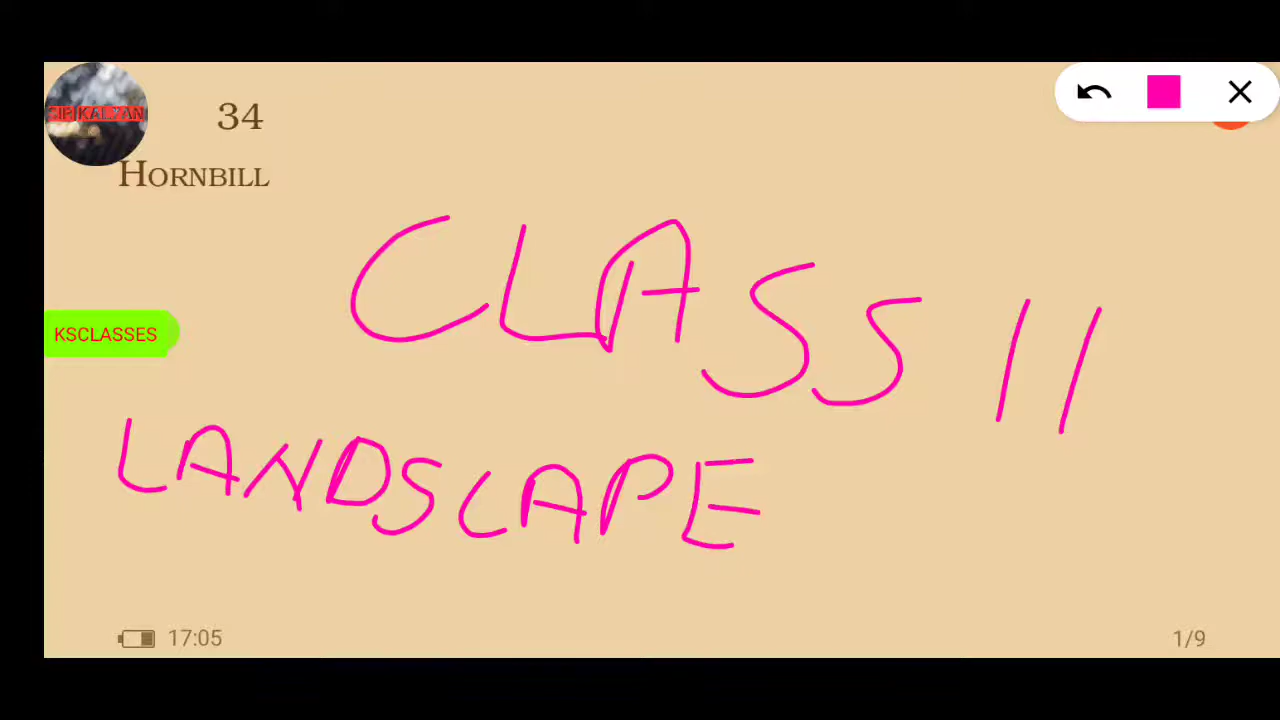 34
HORNBILL
CLASS 11
KSCLASSES
LANDSCAPE
17:05
1/9